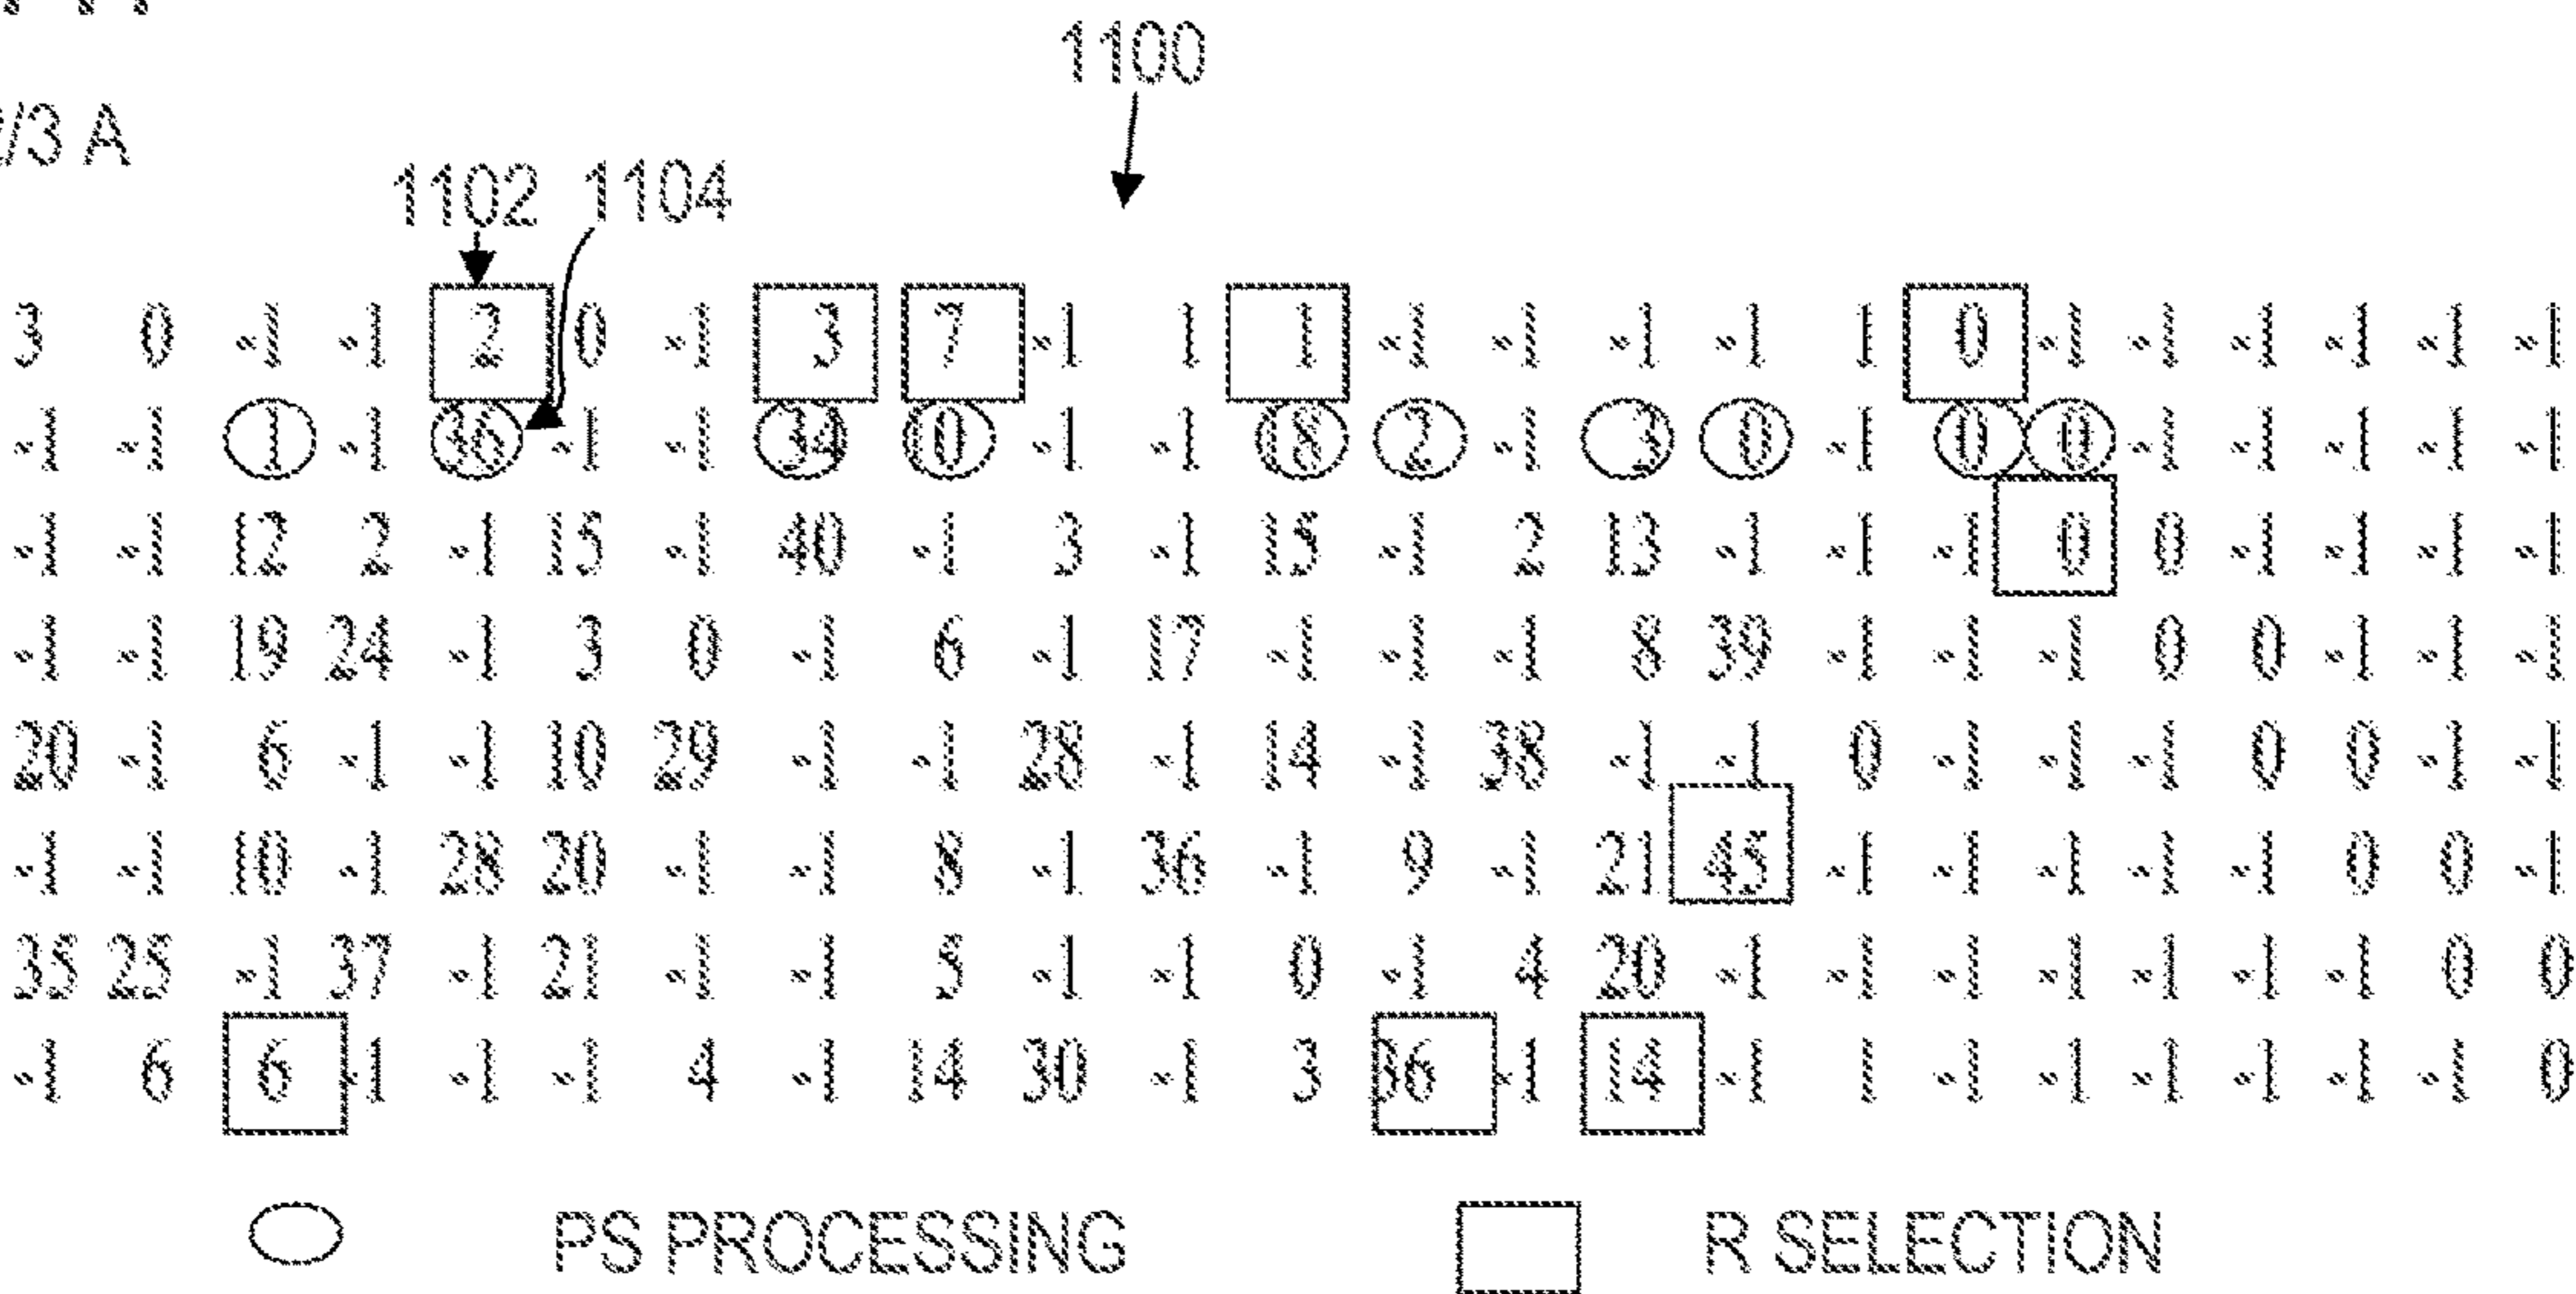 1100
/3 A
1102 1104
3 0 -1 -1 2 0 -1 3 7 -1 1 1 -1 -1 -1 -1 1 0 -1 -1 -1 -1 -1 -1
-1 -1 1 -1 36 -1 -1 34 10 -1 -1 18 2 -1 3 0 -1 0 0 -1 -1 -1 -1 -1
-1 -1 12 2 -1 15 -1 40 -1 3 -1 15 -1 2 13 -1 -1 -1 0 0 -1 -1 -1 -1
-1 -1 19 24 -1 3 0 -1 6 -1 17 -1 -1 -1 8 39 -1 -1 -1 0 0 -1 -1 -1
20 -1 6 -1 -1 10 29 -1 -1 28 -1 14 -1 38 -1 -1 0 -1 -1 -1 0 0 -1 -1
-1 -1 10 -1 28 20 -1 -1 8 -1 36 -1 9 -1 21 45 -1 -1 -1 -1 -1 0 0 -1
35 25 -1 37 -1 21 -1 -1 5 -1 -1 0 -1 4 20 -1 -1 -1 -1 -1 -1 -1 0 0
-1 6 6 -1 -1 -1 4 -1 14 30 -1 3 36 -1 14 -1 1 -1 -1 -1 -1 -1 -1 0
PS PROCESSING R SELECTION